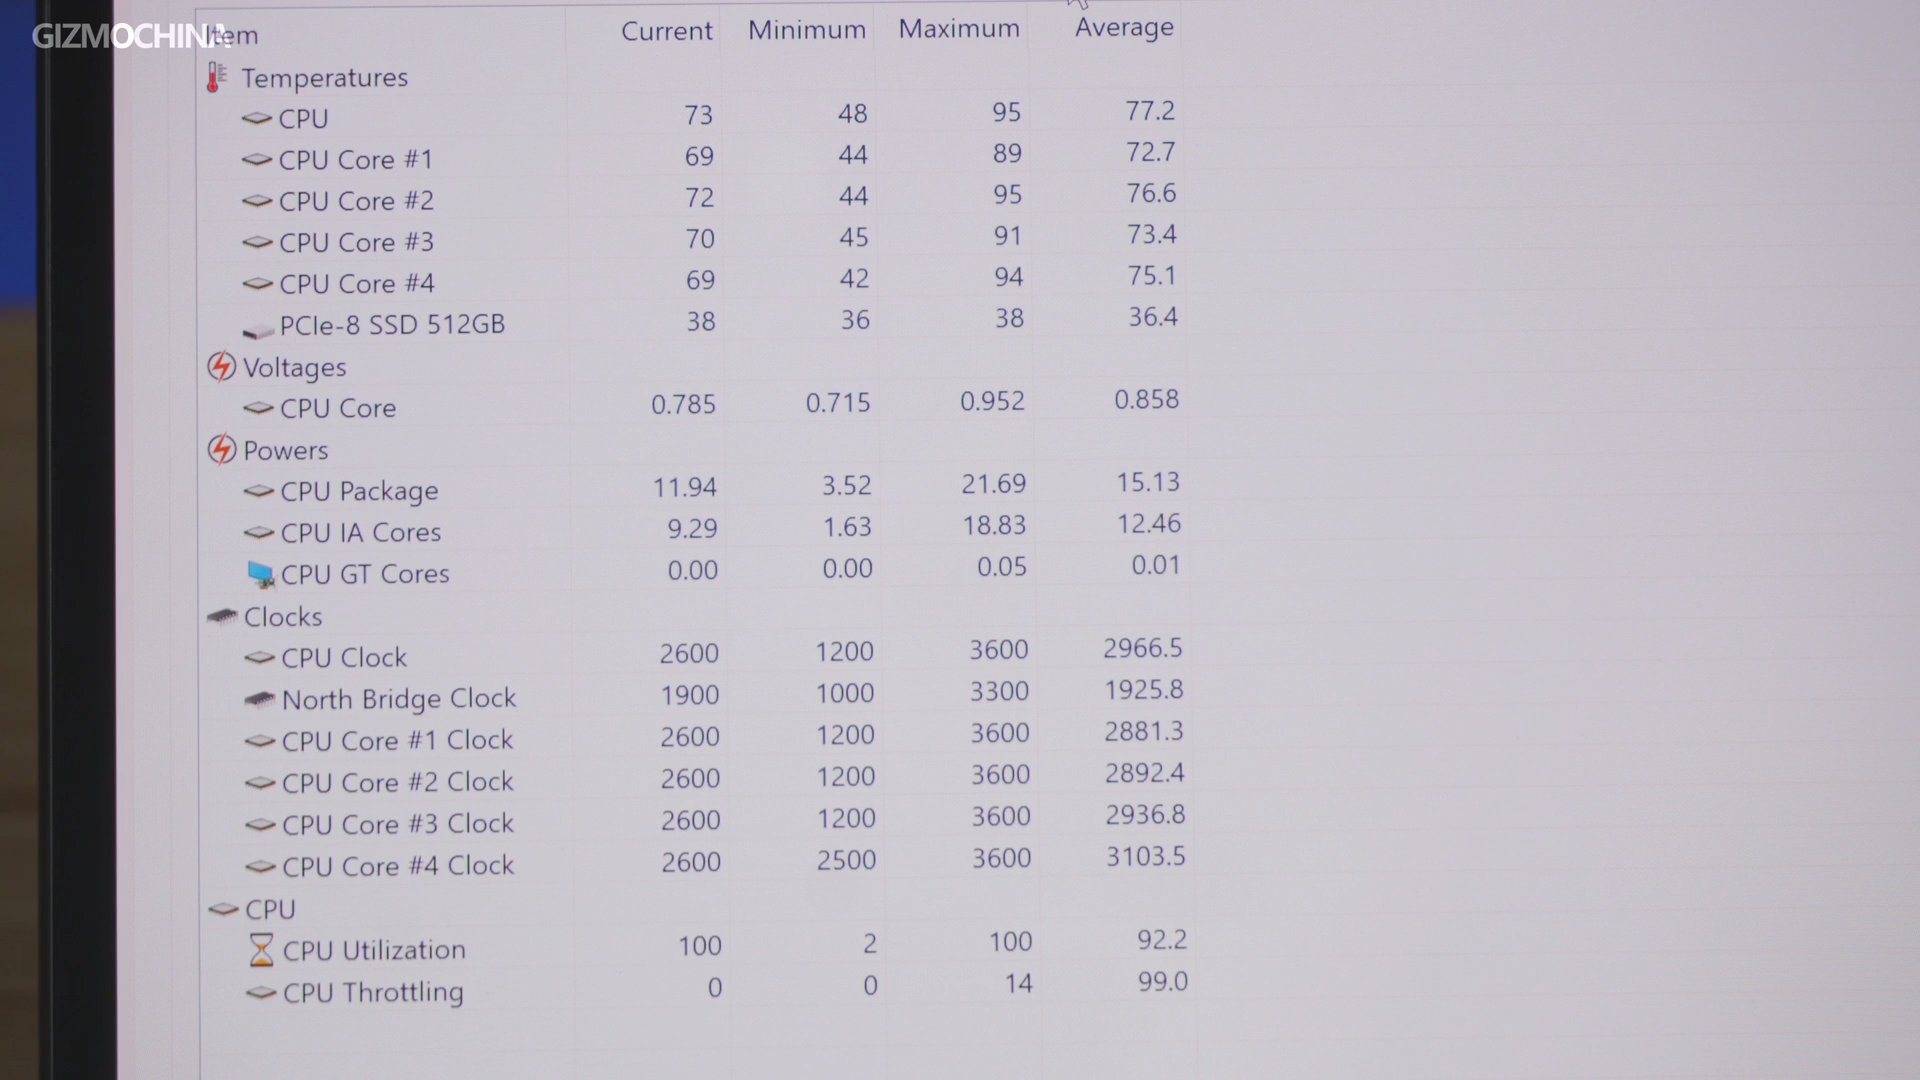 GIZMOCHINA
Item Current Minimum Maximum Average
Temperatures
CPU 73 48 95 77.2
CPU Core #1 69 44 89 72.7
CPU Core #2 72 44 95 76.6
CPU Core #3 70 45 91 73.4
CPU Core #4 69 42 94 75.1
PCIe-8 SSD 512GB 38 36 38 36.4
Voltages
CPU Core 0.785 0.715 0.952 0.858
Powers
CPU Package 11.94 3.52 21.69 15.13
CPU IA Cores 9.29 1.63 18.83 12.46
CPU GT Cores 0.00 0.00 0.05 0.01
Clocks
CPU Clock 2600 1200 3600 2966.5
North Bridge Clock 1900 1000 3300 1925.8
CPU Core #1 Clock 2600 1200 3600 2881.3
CPU Core #2 Clock 2600 1200 3600 2892.4
CPU Core #3 Clock 2600 1200 3600 2936.8
CPU Core #4 Clock 2600 2500 3600 3103.5
CPU
CPU Utilization 100 2 100 92.2
CPU Throttling 0 0 14 99.0